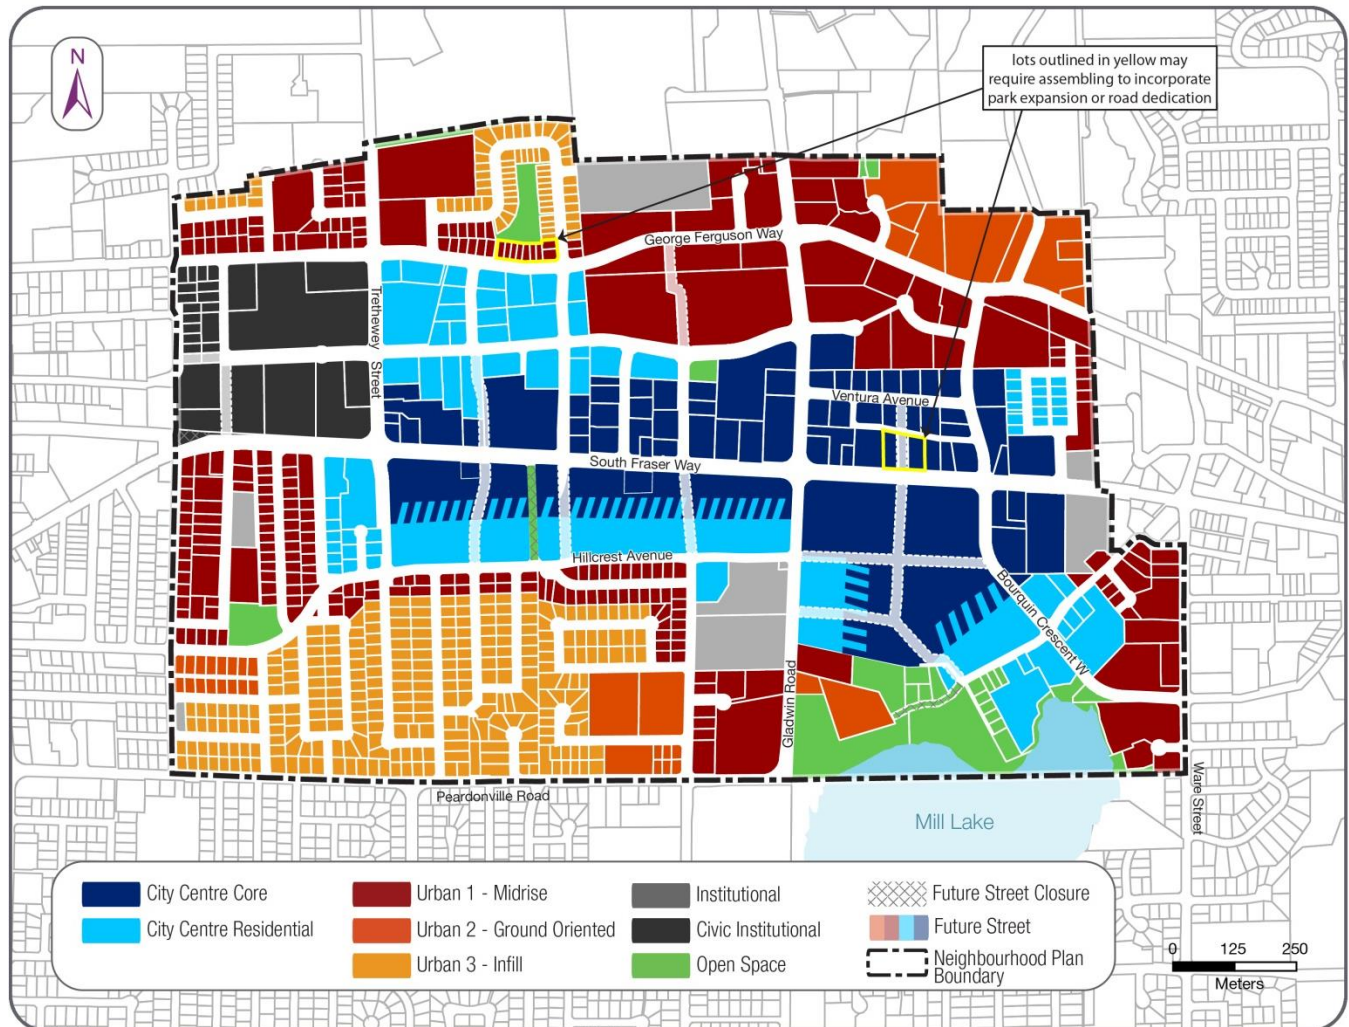 N
lots outlined in yellow may
require assembling to incorporate
park expansion or road dedication
George Ferguson Way
Trethewey Street
Ventura Avenue
South Fraser Way
Hillcrest Avenue
Bourquin Crescent W
Gladwin Road
Peardonville Road
Ware Street
Mill Lake
City Centre Core
City Centre Residential
Urban 1 - Midrise
Urban 2 - Ground Oriented
Urban 3 - Infill
Institutional
Civic Institutional
Open Space
Future Street Closure
Future Street
Neighbourhood Plan
Boundary
0 125 250
Meters